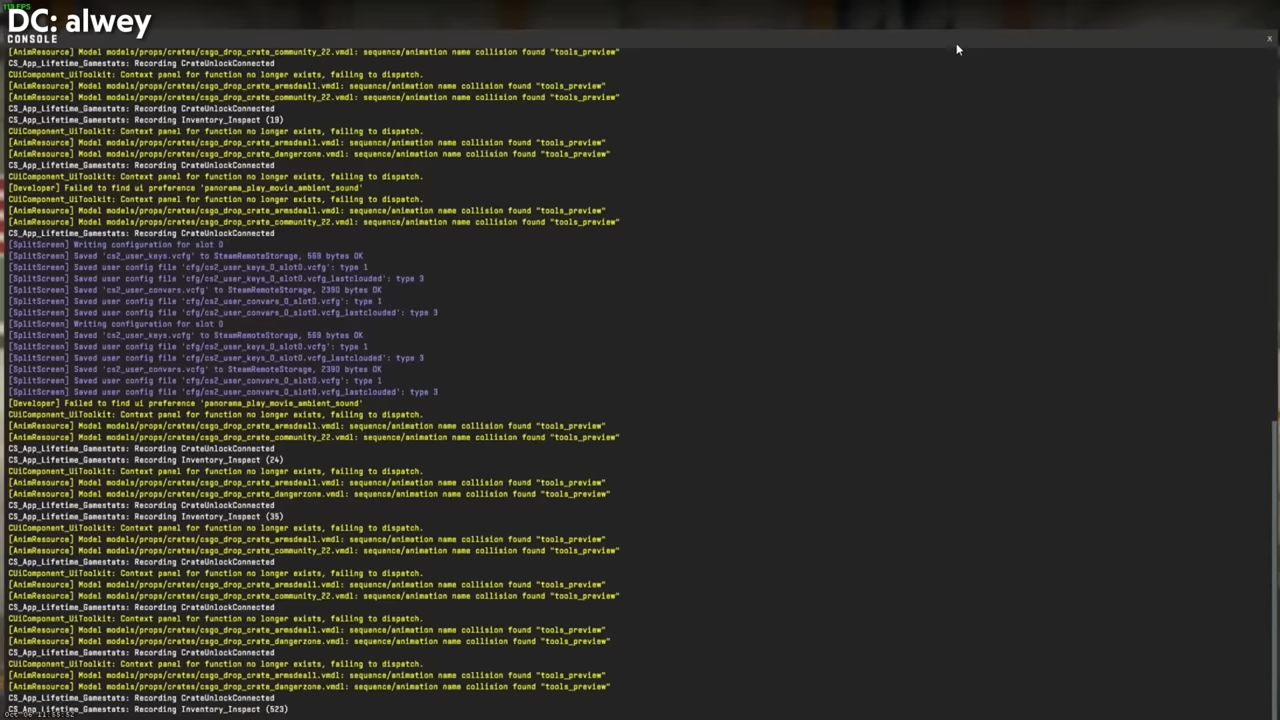 119 FPS
DC: alwey
CONSOLE
x
[AnimResource] Model models/props/crates/csgo_drop_crate_community_22.vmdl: sequence/animation name collision found "tools_preview"
CS_App_Lifetime_Gamestats: Recording CrateUnlockConnected
CUiComponent_UiToolkit: Context panel for function no longer exists, failing to dispatch.
[AnimResource] Model models/props/crates/csgo_drop_crate_armsdeal1.vmdl: sequence/animation name collision found "tools_preview"
[AnimResource] Model models/props/crates/csgo_drop_crate_community_22.vmdl: sequence/animation name collision found "tools_preview"
CS_App_Lifetime_Gamestats: Recording CrateUnlockConnected
CS_App_Lifetime_Gamestats: Recording Inventory_Inspect (19)
CUiComponent_UiToolkit: Context panel for function no longer exists, failing to dispatch.
[AnimResource] Model models/props/crates/csgo_drop_crate_armsdeal1.vmdl: sequence/animation name collision found "tools_preview"
[AnimResource] Model models/props/crates/csgo_drop_crate_dangerzone.vmdl: sequence/animation name collision found "tools_preview"
CS_App_Lifetime_Gamestats: Recording CrateUnlockConnected
CUiComponent_UiToolkit: Context panel for function no longer exists, failing to dispatch.
[Developer] Failed to find ui preference 'panorama_play_movie_ambient_sound'
CUiComponent_UiToolkit: Context panel for function no longer exists, failing to dispatch.
[AnimResource] Model models/props/crates/csgo_drop_crate_armsdeal1.vmdl: sequence/animation name collision found "tools_preview"
[AnimResource] Model models/props/crates/csgo_drop_crate_community_22.vmdl: sequence/animation name collision found "tools_preview"
CS_App_Lifetime_Gamestats: Recording CrateUnlockConnected
[SplitScreen] Writing configuration for slot 0
[SplitScreen] Saved 'cs2_user_keys.vcfg' to SteamRemoteStorage, 569 bytes OK
[SplitScreen] Saved user config file 'cfg/cs2_user_keys_0_slot0.vcfg': type 1
[SplitScreen] Saved user config file 'cfg/cs2_user_keys_0_slot0.vcfg_lastclouded': type 3
[SplitScreen] Saved 'cs2_user_convars.vcfg' to SteamRemoteStorage, 2390 bytes OK
[SplitScreen] Saved user config file 'cfg/cs2_user_convars_0_slot0.vcfg': type 1
[SplitScreen] Saved user config file 'cfg/cs2_user_convars_0_slot0.vcfg_lastclouded': type 3
[SplitScreen] Writing configuration for slot 0
[SplitScreen] Saved 'cs2_user_keys.vcfg' to SteamRemoteStorage, 569 bytes OK
[SplitScreen] Saved user config file 'cfg/cs2_user_keys_0_slot0.vcfg': type 1
[SplitScreen] Saved user config file 'cfg/cs2_user_keys_0_slot0.vcfg_lastclouded': type 3
[SplitScreen] Saved 'cs2_user_convars.vcfg' to SteamRemoteStorage, 2390 bytes OK
[SplitScreen] Saved user config file 'cfg/cs2_user_convars_0_slot0.vcfg': type 1
[SplitScreen] Saved user config file 'cfg/cs2_user_convars_0_slot0.vcfg_lastclouded': type 3
[Developer] Failed to find ui preference 'panorama_play_movie_ambient_sound'
CUiComponent_UiToolkit: Context panel for function no longer exists, failing to dispatch.
[AnimResource] Model models/props/crates/csgo_drop_crate_armsdeal1.vmdl: sequence/animation name collision found "tools_preview"
[AnimResource] Model models/props/crates/csgo_drop_crate_community_22.vmdl: sequence/animation name collision found "tools_preview"
CS_App_Lifetime_Gamestats: Recording CrateUnlockConnected
CS_App_Lifetime_Gamestats: Recording Inventory_Inspect (24)
CUiComponent_UiToolkit: Context panel for function no longer exists, failing to dispatch.
[AnimResource] Model models/props/crates/csgo_drop_crate_armsdeal1.vmdl: sequence/animation name collision found "tools_preview"
[AnimResource] Model models/props/crates/csgo_drop_crate_dangerzone.vmdl: sequence/animation name collision found "tools_preview"
CS_App_Lifetime_Gamestats: Recording CrateUnlockConnected
CS_App_Lifetime_Gamestats: Recording Inventory_Inspect (35)
CUiComponent_UiToolkit: Context panel for function no longer exists, failing to dispatch.
[AnimResource] Model models/props/crates/csgo_drop_crate_armsdeal1.vmdl: sequence/animation name collision found "tools_preview"
[AnimResource] Model models/props/crates/csgo_drop_crate_community_22.vmdl: sequence/animation name collision found "tools_preview"
CS_App_Lifetime_Gamestats: Recording CrateUnlockConnected
CUiComponent_UiToolkit: Context panel for function no longer exists, failing to dispatch.
[AnimResource] Model models/props/crates/csgo_drop_crate_armsdeal1.vmdl: sequence/animation name collision found "tools_preview"
[AnimResource] Model models/props/crates/csgo_drop_crate_community_22.vmdl: sequence/animation name collision found "tools_preview"
CS_App_Lifetime_Gamestats: Recording CrateUnlockConnected
CUiComponent_UiToolkit: Context panel for function no longer exists, failing to dispatch.
[AnimResource] Model models/props/crates/csgo_drop_crate_armsdeal1.vmdl: sequence/animation name collision found "tools_preview"
[AnimResource] Model models/props/crates/csgo_drop_crate_dangerzone.vmdl: sequence/animation name collision found "tools_preview"
CS_App_Lifetime_Gamestats: Recording CrateUnlockConnected
CUiComponent_UiToolkit: Context panel for function no longer exists, failing to dispatch.
[AnimResource] Model models/props/crates/csgo_drop_crate_armsdeal1.vmdl: sequence/animation name collision found "tools_preview"
[AnimResource] Model models/props/crates/csgo_drop_crate_dangerzone.vmdl: sequence/animation name collision found "tools_preview"
CS_App_Lifetime_Gamestats: Recording CrateUnlockConnected
CS_App_Lifetime_Gamestats: Recording Inventory_Inspect (523)
Oct-06 11:55:52